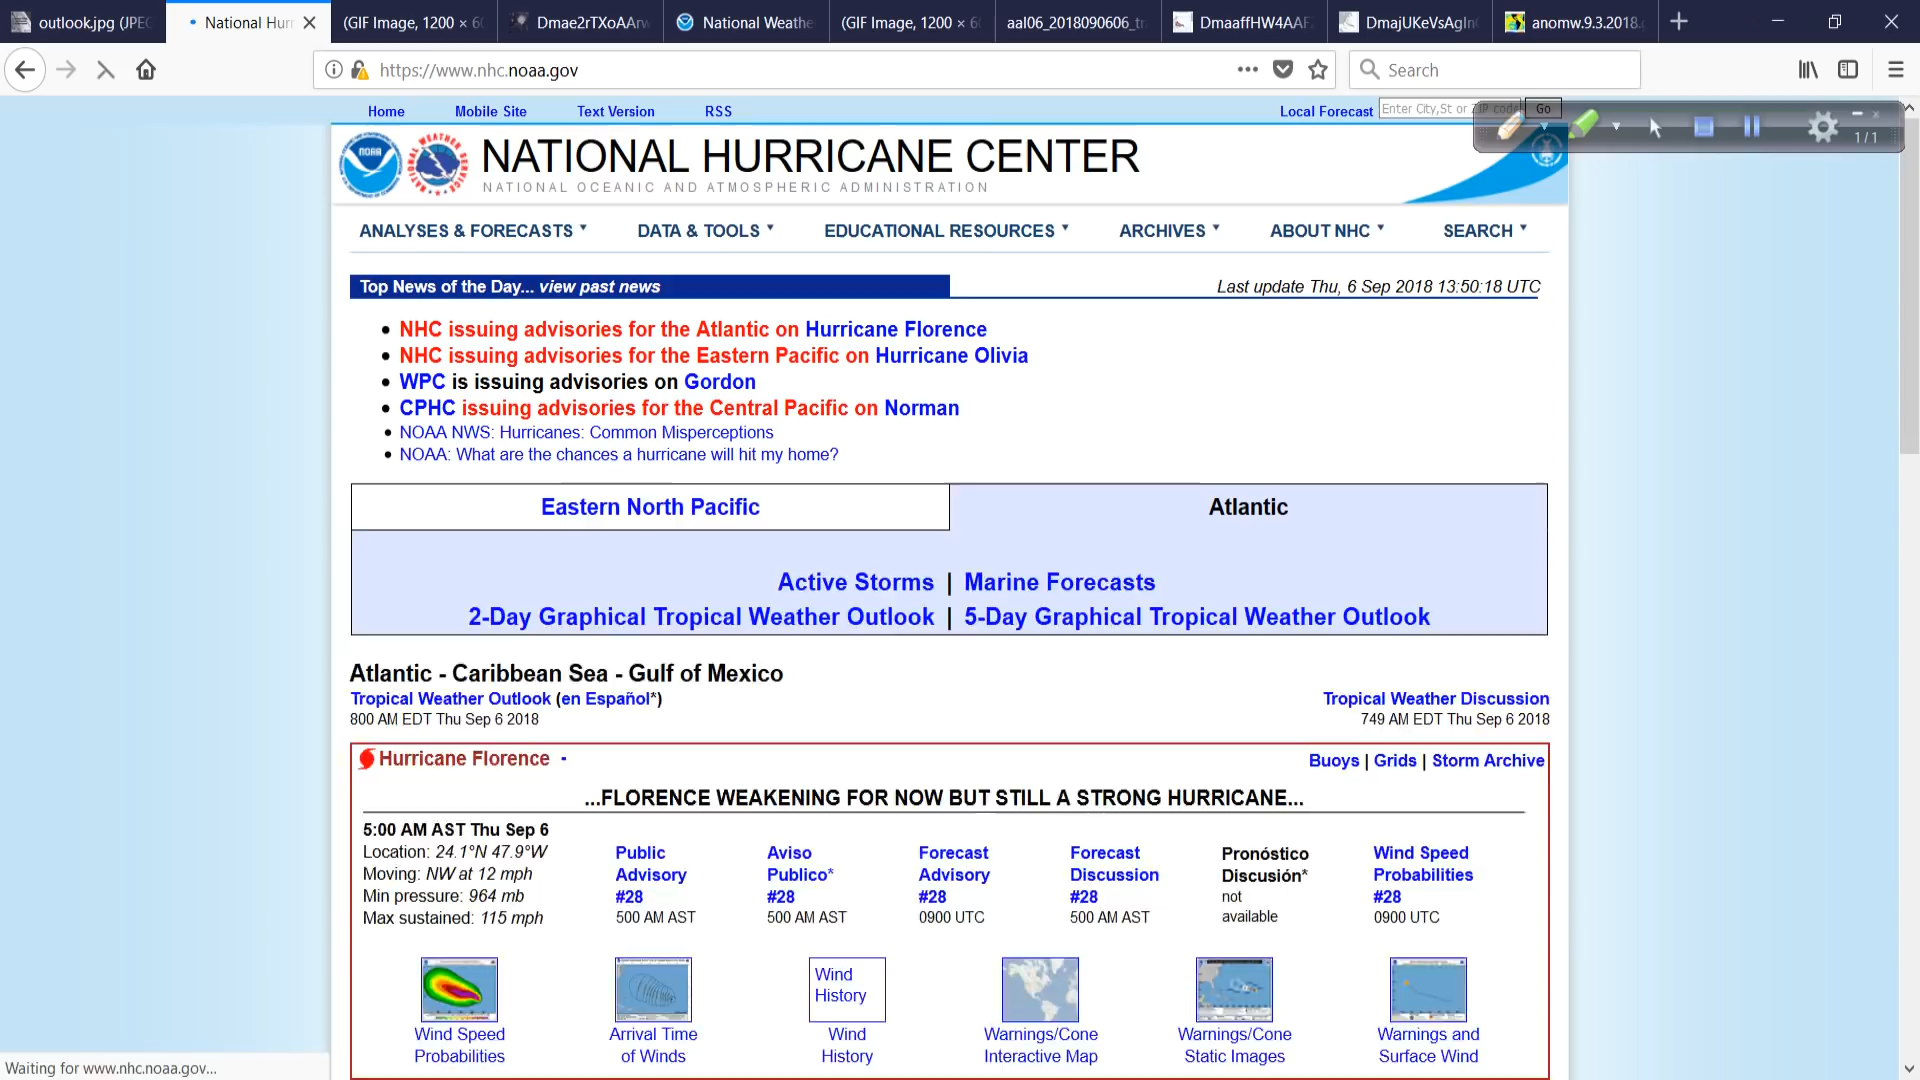 outlook.jpg (JPEG
National Hurr
(GIF Image, 1200 × 60
Dmae2rTXoAArw
National Weathe
(GIF Image, 1200 × 60
aal06_2018090606_tr
DmaaffHW4AAFZ
DmajUKeVsAgIn
anomw.9.3.2018.g
https://www.nhc.noaa.gov
Search
Home Mobile Site Text Version RSS
Local Forecast Enter City,St or ZIP code Go
1/1
NOAA
NATIONAL HURRICANE CENTER
NATIONAL OCEANIC AND ATMOSPHERIC ADMINISTRATION
ANALYSES & FORECASTS DATA & TOOLS EDUCATIONAL RESOURCES ARCHIVES ABOUT NHC SEARCH
Top News of the Day... view past news
Last update Thu, 6 Sep 2018 13:50:18 UTC
NHC issuing advisories for the Atlantic on Hurricane Florence
NHC issuing advisories for the Eastern Pacific on Hurricane Olivia
WPC is issuing advisories on Gordon
CPHC issuing advisories for the Central Pacific on Norman
NOAA NWS: Hurricanes: Common Misperceptions
NOAA: What are the chances a hurricane will hit my home?
Eastern North Pacific
Atlantic
Active Storms | Marine Forecasts
2-Day Graphical Tropical Weather Outlook | 5-Day Graphical Tropical Weather Outlook
Atlantic - Caribbean Sea - Gulf of Mexico
Tropical Weather Outlook (en Español*)
800 AM EDT Thu Sep 6 2018
Tropical Weather Discussion
749 AM EDT Thu Sep 6 2018
Hurricane Florence -
Buoys | Grids | Storm Archive
...FLORENCE WEAKENING FOR NOW BUT STILL A STRONG HURRICANE...
5:00 AM AST Thu Sep 6
Location: 24.1°N 47.9°W
Moving: NW at 12 mph
Min pressure: 964 mb
Max sustained: 115 mph
Public
Advisory
#28
500 AM AST
Aviso
Publico*
#28
500 AM AST
Forecast
Advisory
#28
0900 UTC
Forecast
Discussion
#28
500 AM AST
Pronóstico
Discusión*
not
available
Wind Speed
Probabilities
#28
0900 UTC
Wind
History
Wind Speed
Probabilities
Arrival Time
of Winds
Wind
History
Warnings/Cone
Interactive Map
Warnings/Cone
Static Images
Warnings and
Surface Wind
Waiting for www.nhc.noaa.gov...